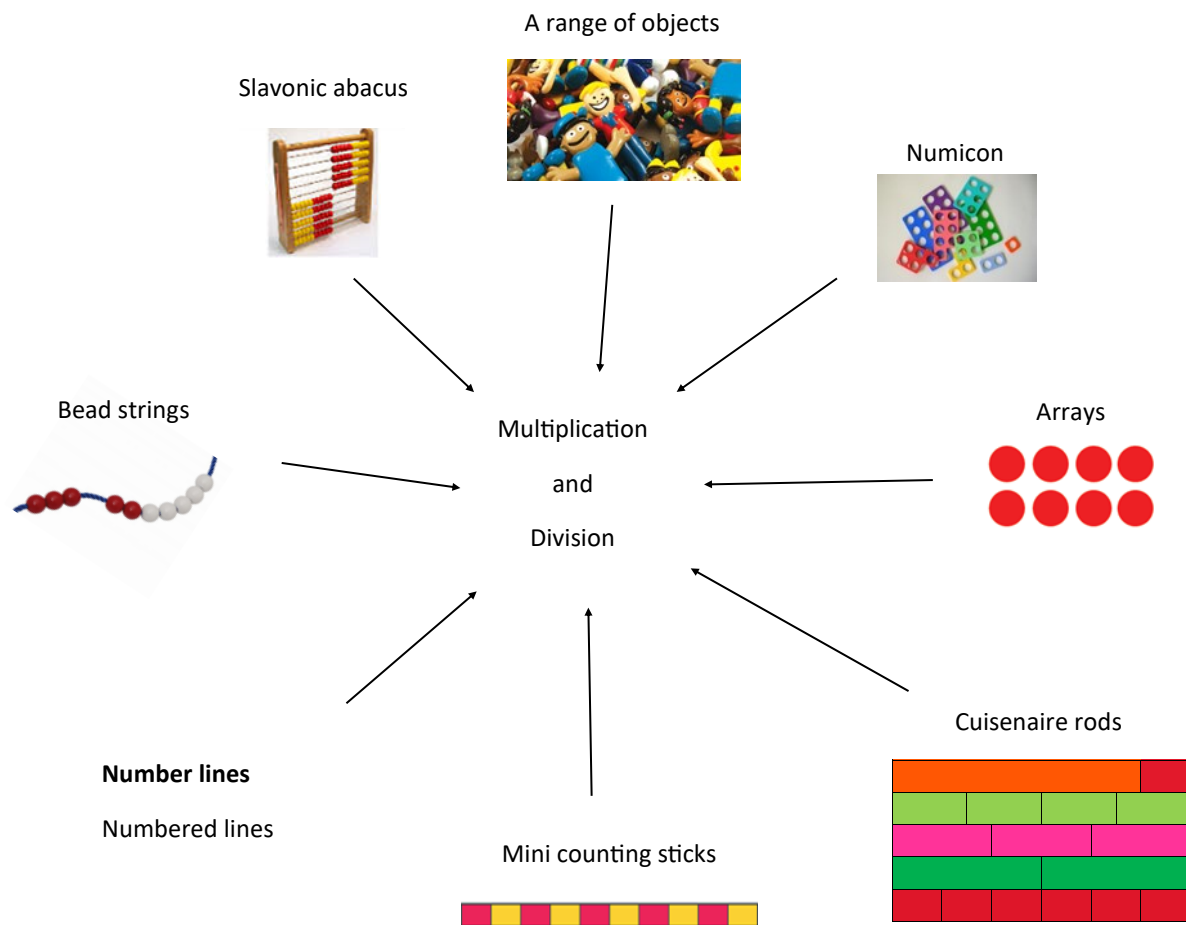 A range of objects
Slavonic abacus
Numicon
Bead strings
Multiplication
and
Division
Arrays
Number lines
Numbered lines
Mini counting sticks
Cuisenaire rods